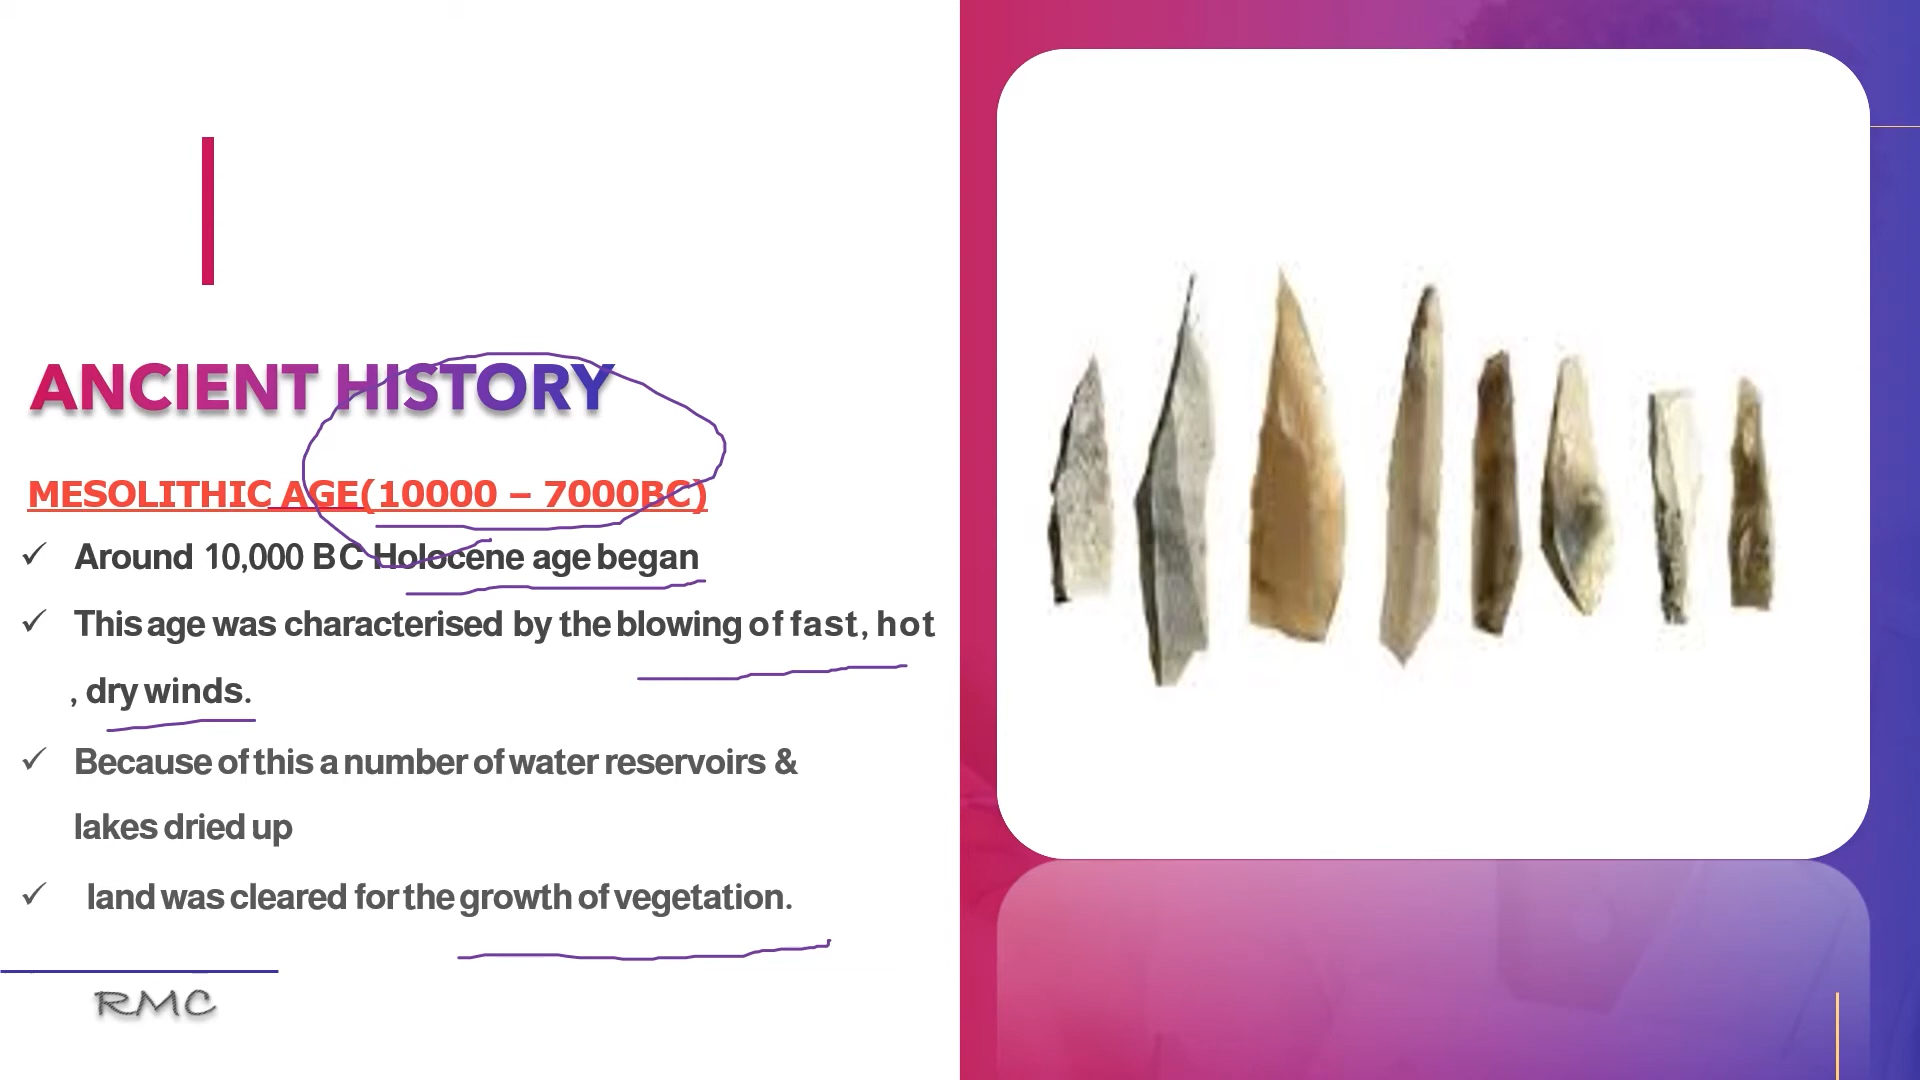 ANCIENT HISTORY
MESOLITHIC AGE(10000 – 7000BC)
✓ Around 10,000 BC Holocene age began
✓ This age was characterised by the blowing of fast, hot
, dry winds.
✓ Because of this a number of water reservoirs &
lakes dried up
✓ land was cleared for the growth of vegetation.
RMC